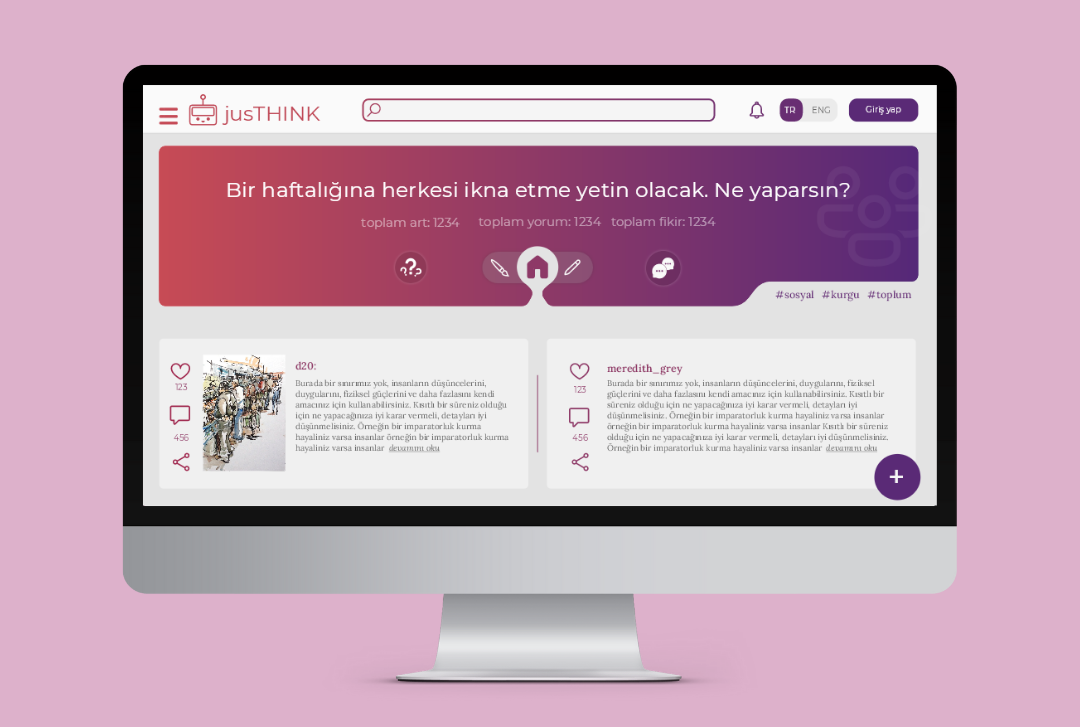 jusTHINK
TR ENG
Giriş yap
Bir haftalığına herkesi ikna etme yetin olacak. Ne yaparsın?
toplam art: 1234 toplam yorum: 1234 toplam fikir: 1234
#sosyal #kurgu #toplum
123
456
d20:
Burada bir sınırımız yok, insanların düşüncelerini,
duygularını, fiziksel güçlerini ve daha fazlasını kendi
amacınız için kullanabilirsiniz. Kısıtlı bir süreniz olduğu
için ne yapacağınıza iyi karar vermeli, detayları iyi
düşünmelisiniz. Örneğin bir imparatorluk kurma
hayaliniz varsa insanlar örneğin bir imparatorluk kurma
hayaliniz varsa insanlar devamını oku
123
456
meredith_grey
Burada bir sınırımız yok, insanların düşüncelerini, duygularını, fiziksel
güçlerini ve daha fazlasını kendi amacınız için kullanabilirsiniz. Kısıtlı bir
süreniz olduğu için ne yapacağınıza iyi karar vermeli, detayları iyi
düşünmelisiniz. Örneğin bir imparatorluk kurma hayaliniz varsa insanlar
örneğin bir imparatorluk kurma hayaliniz varsa insanlar Kısıtlı bir süreniz
olduğu için ne yapacağınıza iyi karar vermeli, detayları iyi düşünmelisiniz.
Örneğin bir imparatorluk kurma hayaliniz varsa insanlar devamını oku